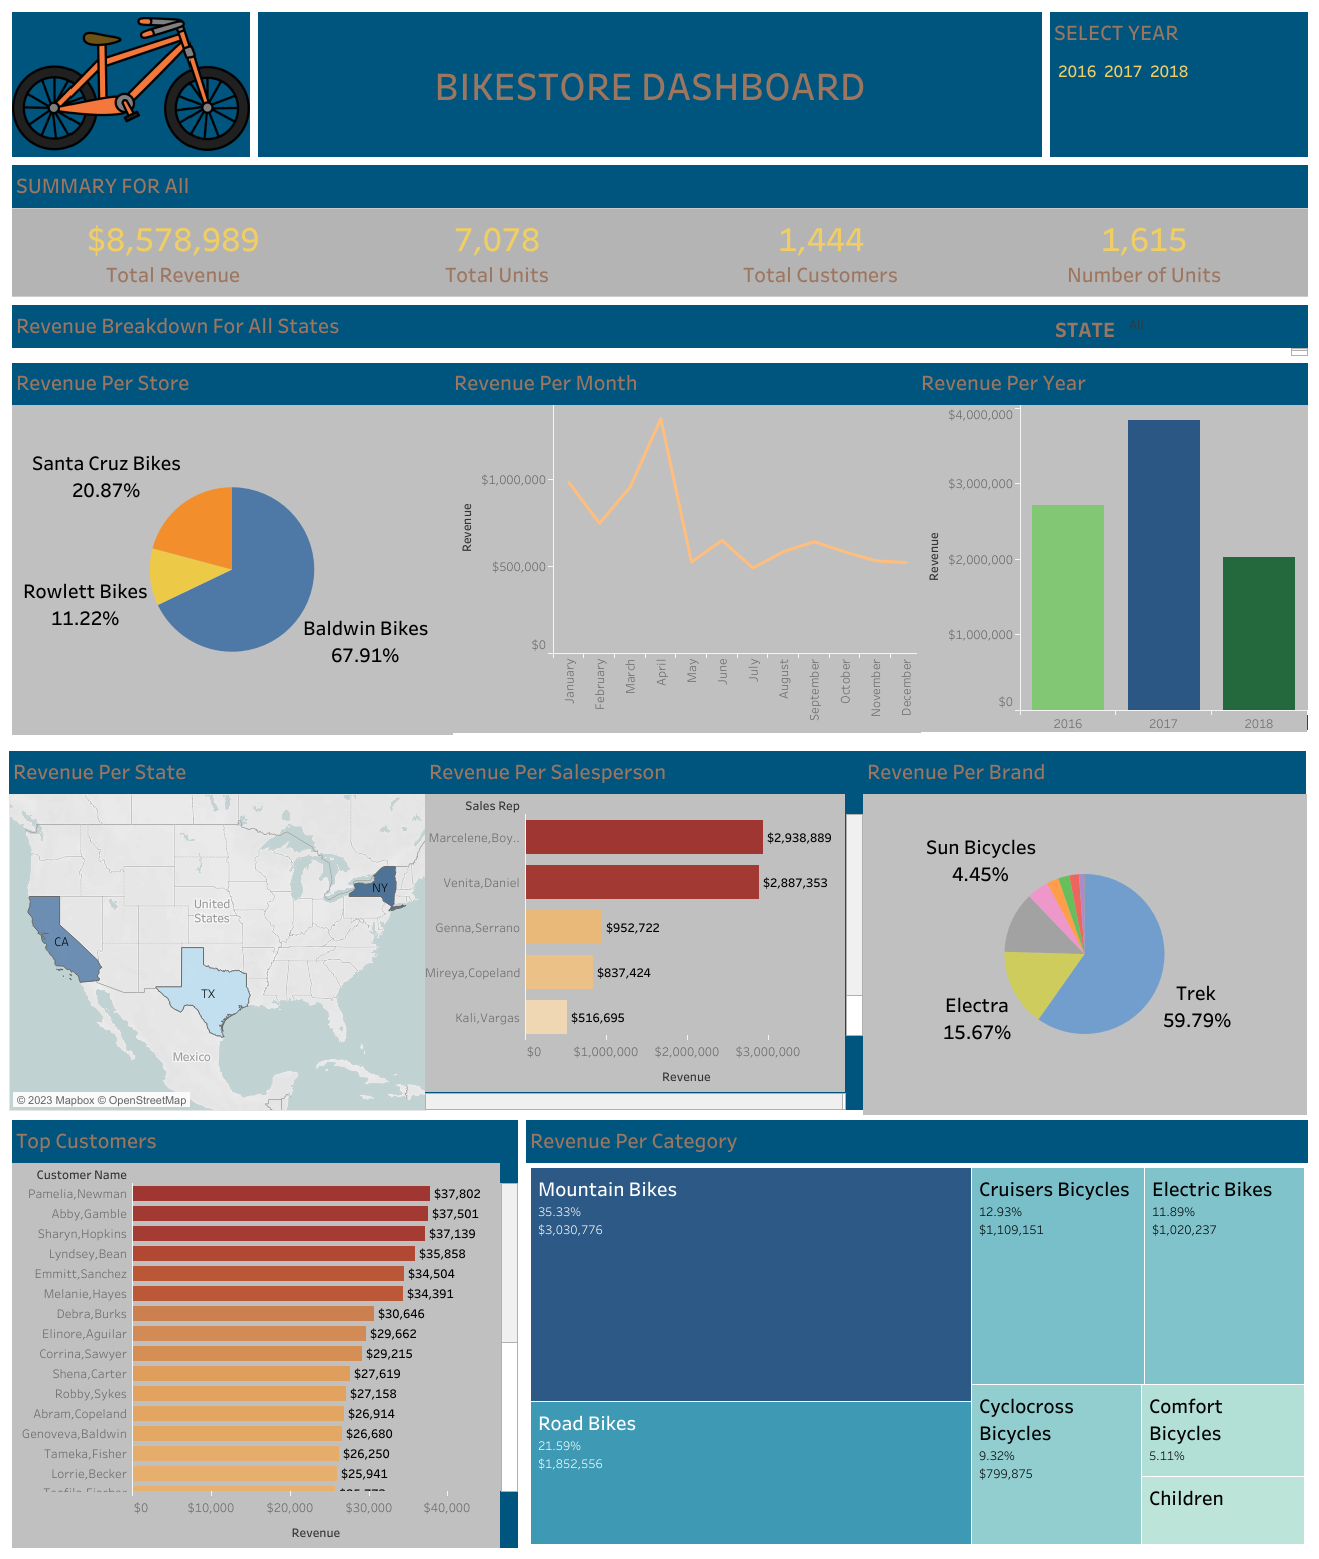 BIKESTORE DASHBOARD
SELECT YEAR
2016 2017 2018
SUMMARY FOR All
$8,578,989
Total Revenue
7,078
Total Units
1,444
Total Customers
1,615
Number of Units
Revenue Breakdown For All States
STATE All
Revenue Per Store
Santa Cruz Bikes
20.87%
Rowlett Bikes
11.22%
Baldwin Bikes
67.91%
Revenue Per Month
Revenue
$1,000,000
$500,000
$0
January
February
March
April
May
June
July
August
September
October
November
December
Revenue Per Year
Revenue
$4,000,000
$3,000,000
$2,000,000
$1,000,000
$0
2016
2017
2018
Revenue Per State
United
States
CA
NY
TX
Mexico
© 2023 Mapbox © OpenStreetMap
Revenue Per Salesperson
Sales Rep
Marcelene,Boy.. $2,938,889
Venita,Daniel $2,887,353
Genna,Serrano $952,722
Mireya,Copeland $837,424
Kali,Vargas $516,695
$0 $1,000,000 $2,000,000 $3,000,000
Revenue
Revenue Per Brand
Sun Bicycles
4.45%
Electra
15.67%
Trek
59.79%
Top Customers
Customer Name
Pamelia,Newman $37,802
Abby,Gamble $37,501
Sharyn,Hopkins $37,139
Lyndsey,Bean $35,858
Emmitt,Sanchez $34,504
Melanie,Hayes $34,391
Debra,Burks $30,646
Elinore,Aguilar $29,662
Corrina,Sawyer $29,215
Shena,Carter $27,619
Robby,Sykes $27,158
Abram,Copeland $26,914
Genoveva,Baldwin $26,680
Tameka,Fisher $26,250
Lorrie,Becker $25,941
$0 $10,000 $20,000 $30,000 $40,000
Revenue
Revenue Per Category
Mountain Bikes
35.33%
$3,030,776
Road Bikes
21.59%
$1,852,556
Cruisers Bicycles
12.93%
$1,109,151
Electric Bikes
11.89%
$1,020,237
Cyclocross
Bicycles
9.32%
$799,875
Comfort
Bicycles
5.11%
Children